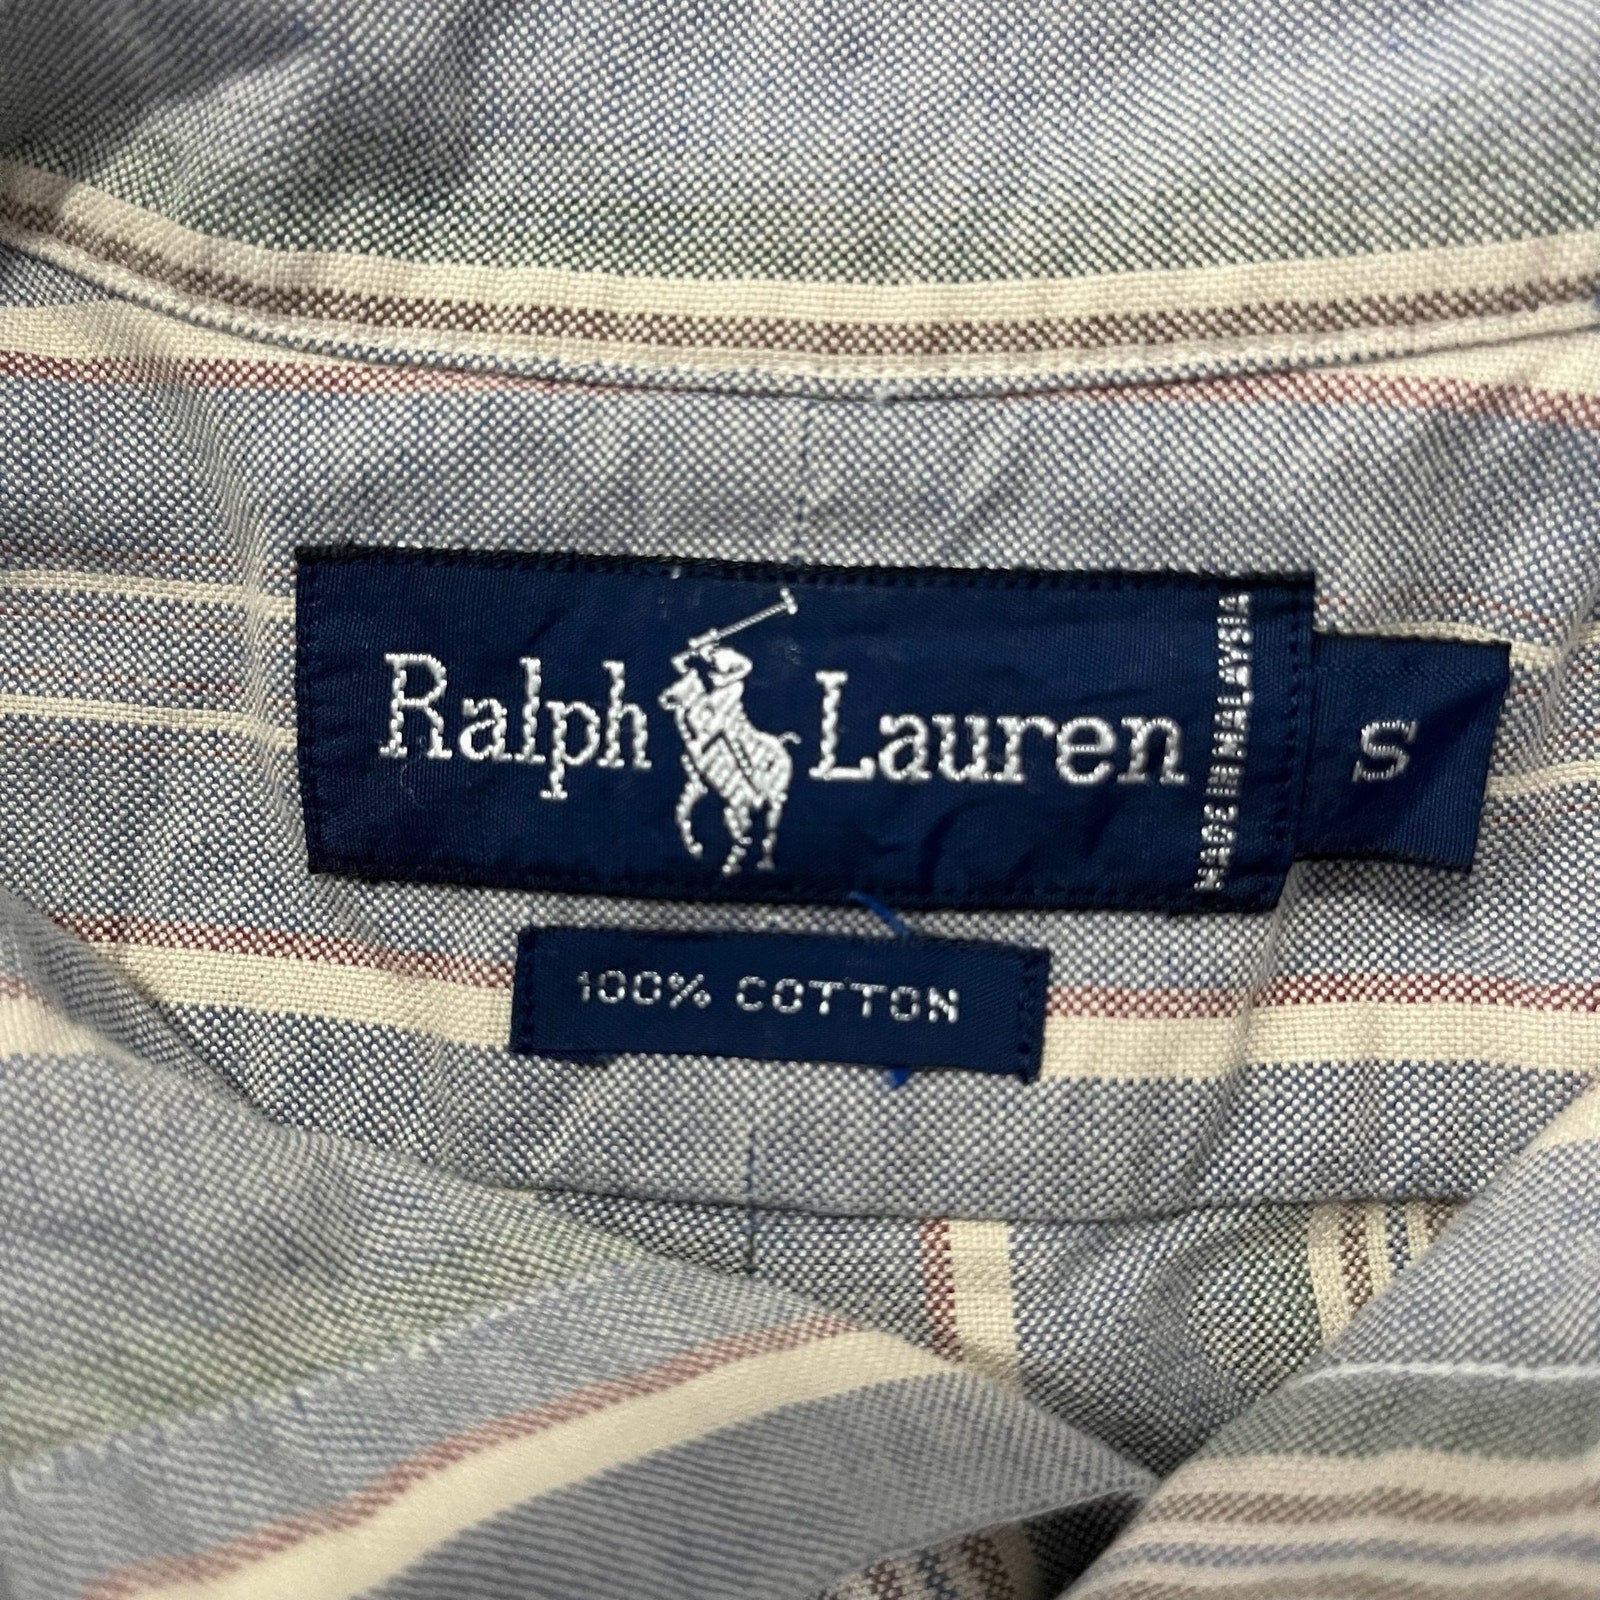 Ralph Lauren
MADE IN MALAYSIA
S
100% COTTON